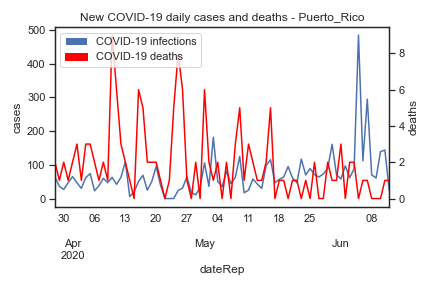 New COVID-19 daily cases and deaths - Puerto_Rico
COVID-19 infections
COVID-19 deaths
500
400
300
200
100
0
cases
8
6
4
2
0
deaths
30 06 13 20 27 04 11 18 25 08
Apr May Jun
2020
dateRep